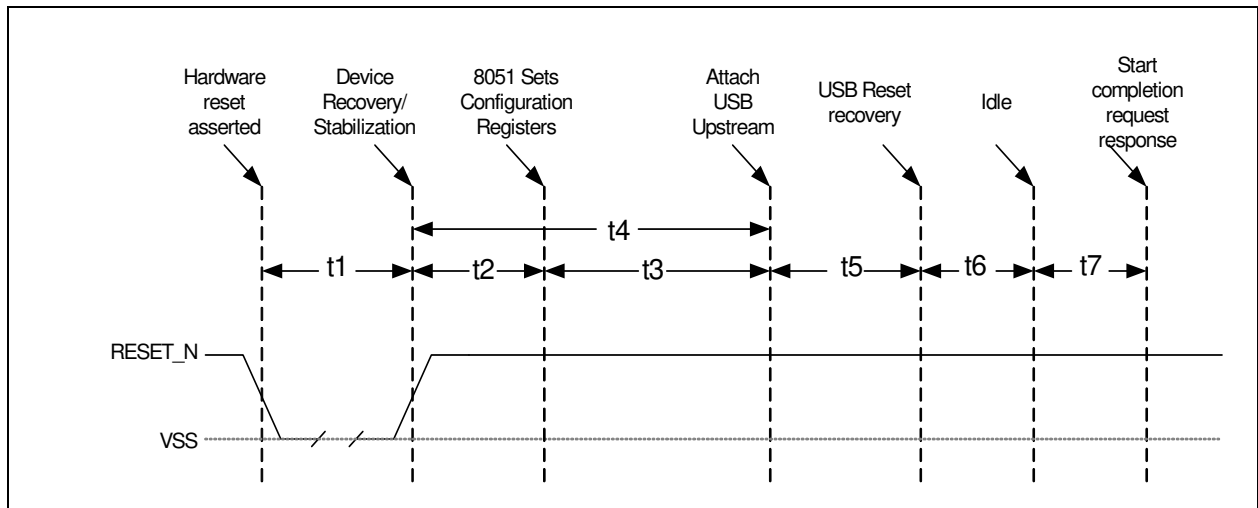 Hardware
reset
asserted
Device
Recovery/
Stabilization
8051 Sets
Configuration
Registers
Attach
USB
Upstream
USB Reset
recovery
Idle
Start
completion
request
response
t4
t1
t2
t3
t5
t6
t7
RESET_N
VSS